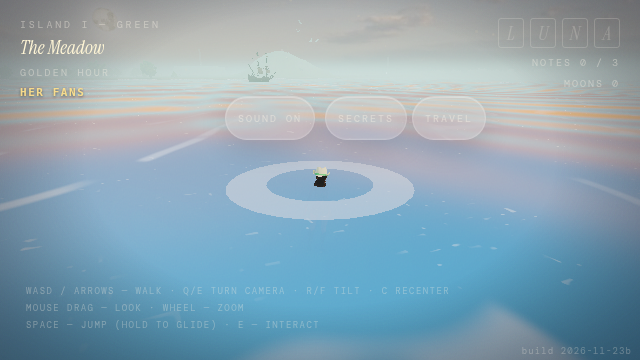 ISLAND I — GREEN
The Meadow
GOLDEN HOUR
HER FANS
L U N A
NOTES 0 / 3
MOONS 0
SOUND ON
SECRETS
TRAVEL
WASD / ARROWS — WALK · Q/E TURN CAMERA · R/F TILT · C RECENTER
MOUSE DRAG — LOOK · WHEEL — ZOOM
SPACE — JUMP (HOLD TO GLIDE) · E — INTERACT
build 2026-11-23b